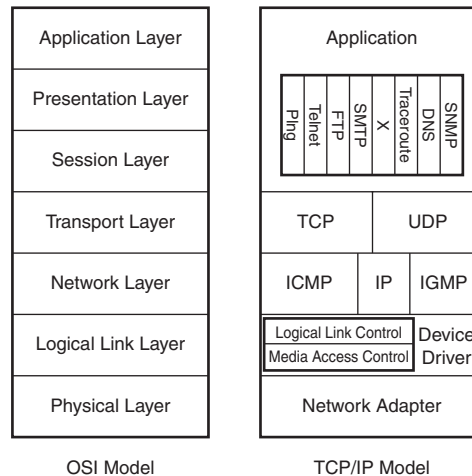 Application Layer
Presentation Layer
Session Layer
Transport Layer
Network Layer
Logical Link Layer
Physical Layer
OSI Model
Application
PIng
Telnet
FTP
SMTP
X
Traceroute
DNS
SNMP
TCP
UDP
ICMP
IP
IGMP
Logical Link Control
Media Access Control
Device
Driver
Network Adapter
TCP/IP Model